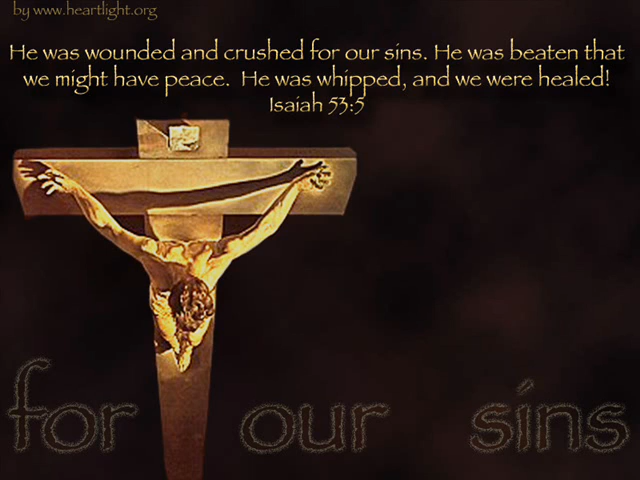 by www.heartlight.org
He was wounded and crushed for our sins. He was beaten that
we might have peace. He was whipped, and we were healed!
Isaiah 53:5
for our sins